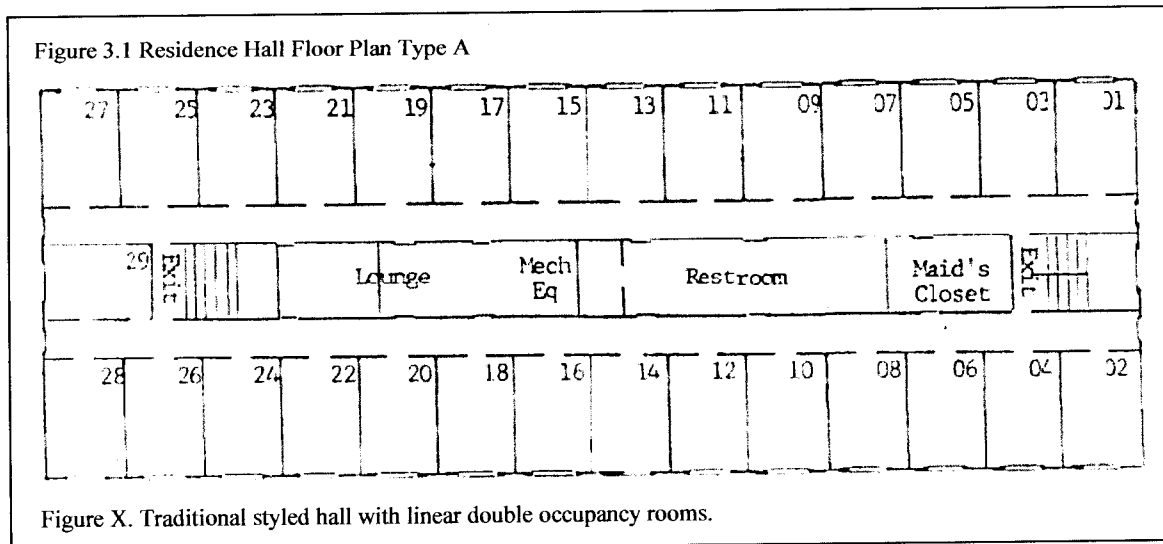 Figure 3.1 Residence Hall Floor Plan Type A
27 25 23 21 19 17 15 13 11 09 07 05 03 01
29 Exit Lounge Mech Eq Restroom Maid's Closet Exit
28 26 24 22 20 18 16 14 12 10 08 06 04 02
Figure X. Traditional styled hall with linear double occupancy rooms.